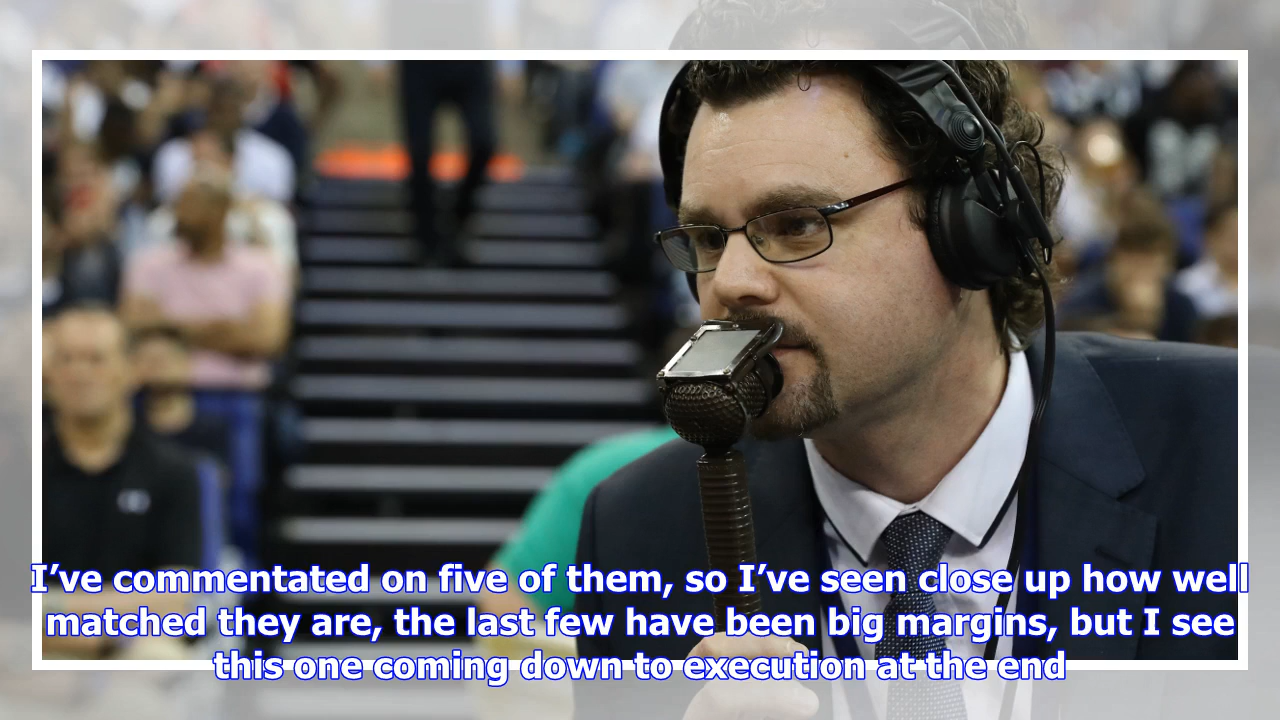 I’ve commentated on five of them, so I’ve seen close up how well
matched they are, the last few have been big margins, but I see
this one coming down to execution at the end